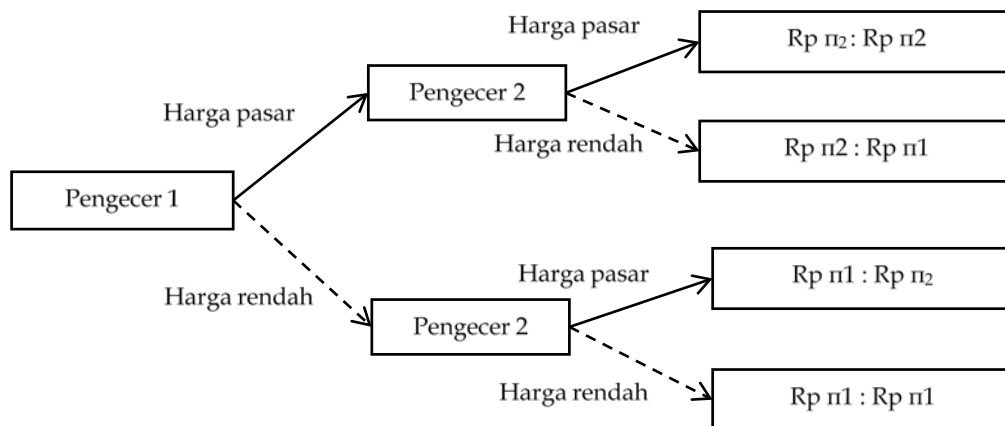 Harga pasar
Rp π₂ : Rp π2
Pengecer 2
Harga pasar
Harga rendah
Rp π2 : Rp π1
Pengecer 1
Harga pasar
Rp π1 : Rp π₂
Harga rendah
Pengecer 2
Harga rendah
Rp π1 : Rp π1